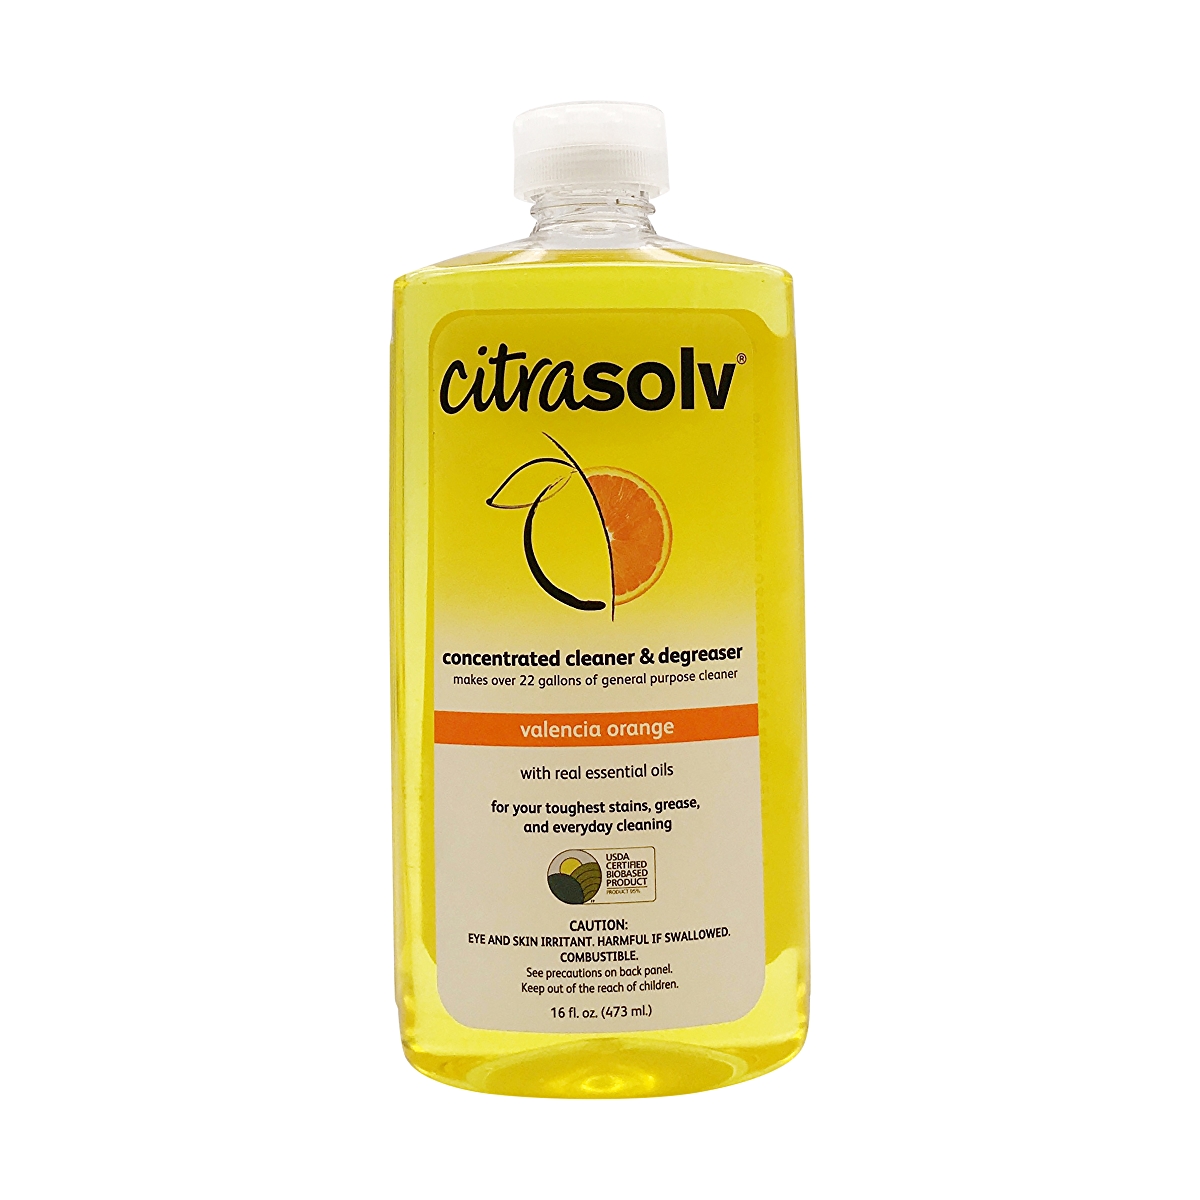 citrasolv®
concentrated cleaner & degreaser
makes over 22 gallons of general purpose cleaner
valencia orange
with real essential oils
for your toughest stains, grease,
and everyday cleaning
USDA
CERTIFIED
BIOBASED
PRODUCT
PRODUCT 95%
CAUTION:
EYE AND SKIN IRRITANT. HARMFUL IF SWALLOWED.
COMBUSTIBLE.
See precautions on back panel.
Keep out of the reach of children.
16 fl. oz. (473 ml.)